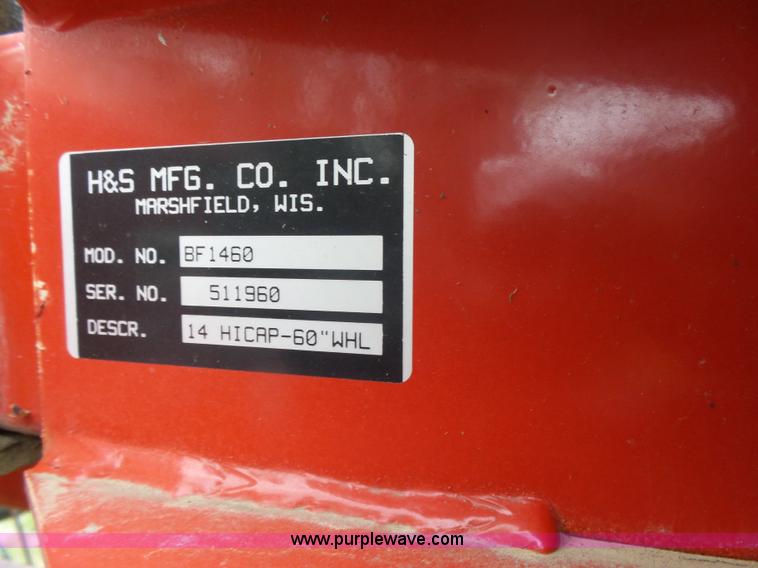 H&S MFG. CO. INC.
MARSHFIELD, WIS.
MOD. NO. BF1460
SER. NO. 511960
DESCR. 14 HICAP-60"WHL
www.purplewave.com